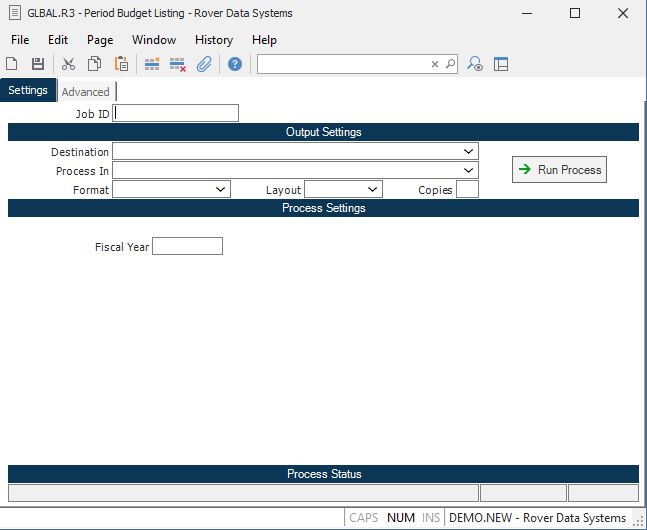 GLBAL.R3 - Period Budget Listing - Rover Data Systems
File Edit Page Window History Help
Settings Advanced
Job ID
Output Settings
Destination
Process In
Run Process
Format Layout Copies
Process Settings
Fiscal Year
Process Status
CAPS NUM INS DEMO.NEW - Rover Data Systems